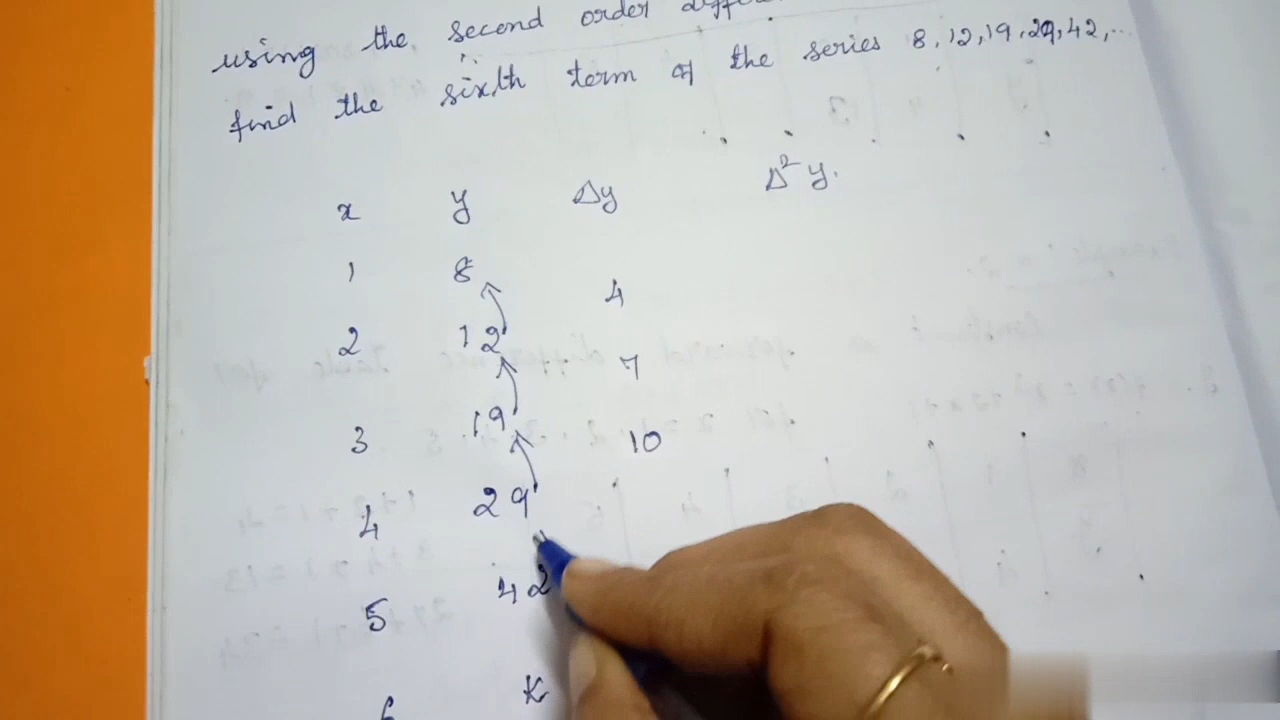 using the second order
find the sixth term of the series 8, 12, 19, 29, 42, ...
x y Δy Δ²y.
1 8
4
2 12
7
3 19
10
4 29
5 42
6 K